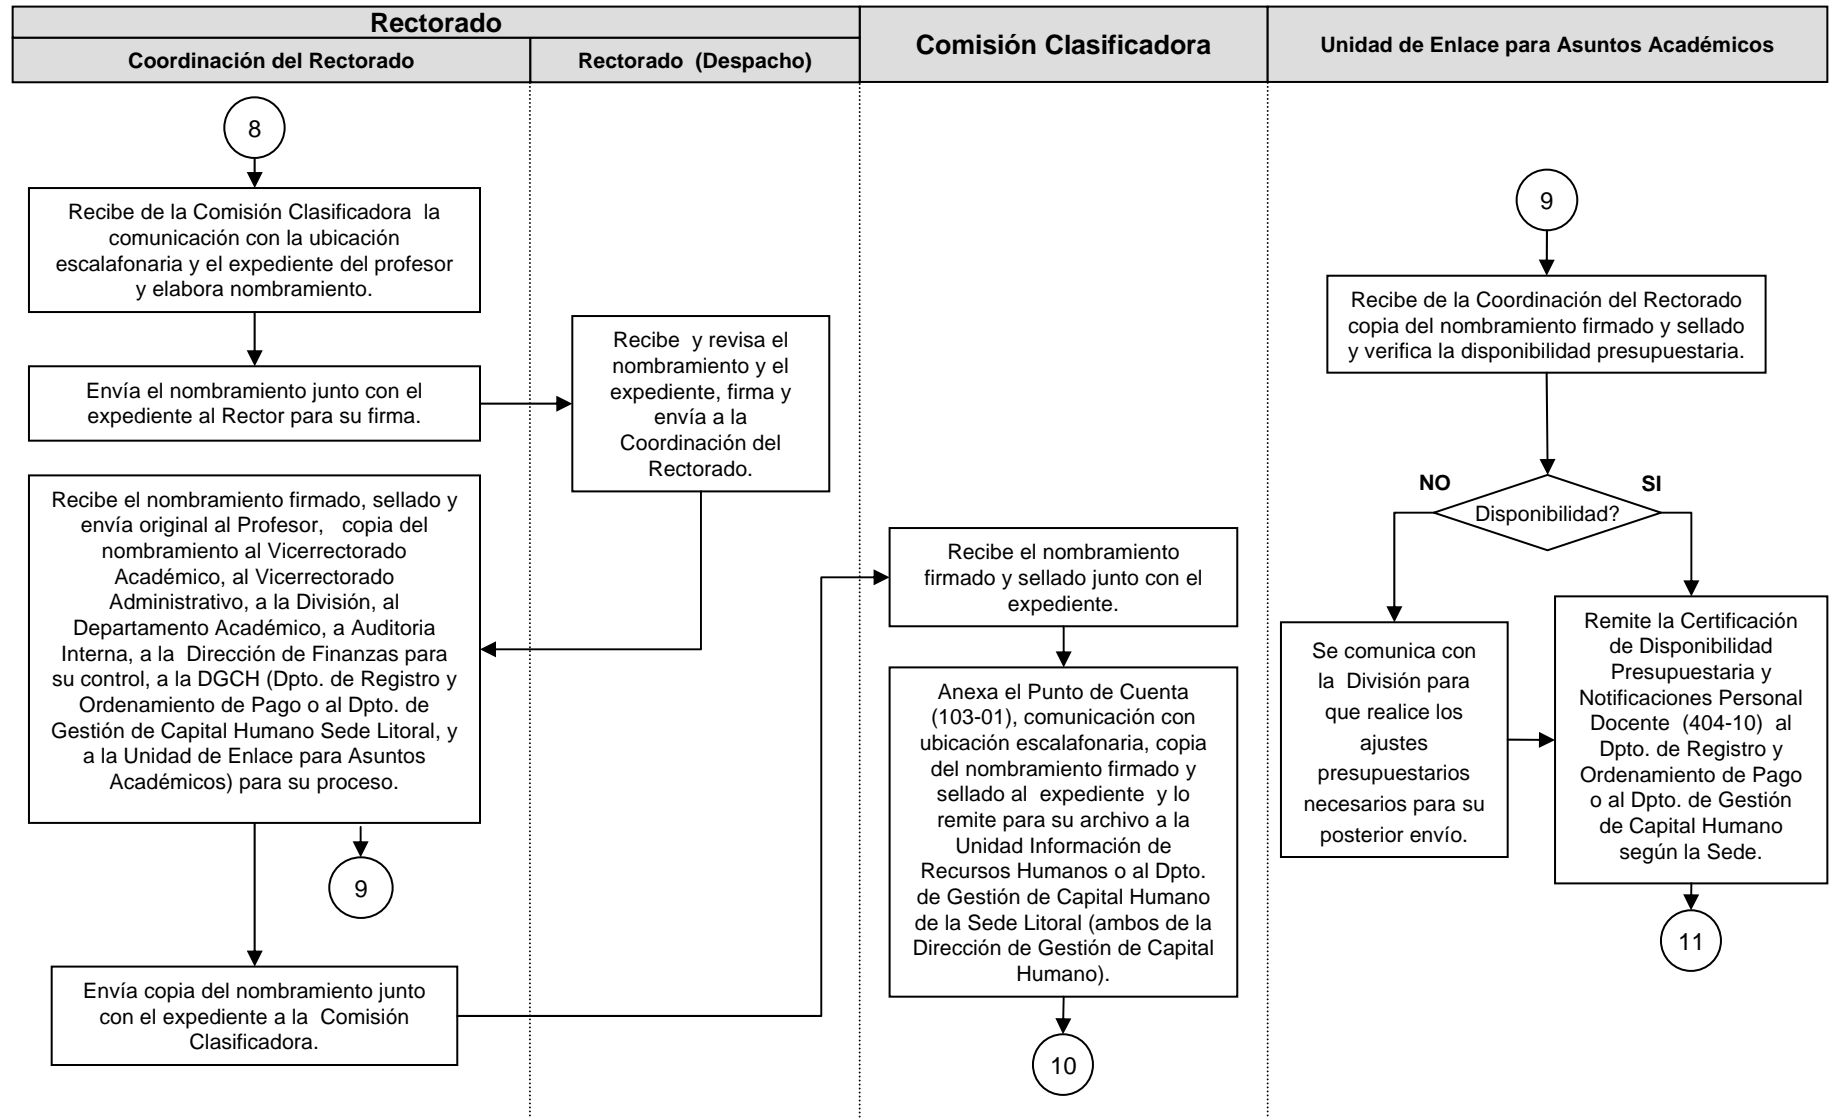 Rectorado
Coordinación del Rectorado
Rectorado (Despacho)
Comisión Clasificadora
Unidad de Enlace para Asuntos Académicos
8
Recibe de la Comisión Clasificadora la
comunicación con la ubicación
escalafonaria y el expediente del profesor
y elabora nombramiento.
Envía el nombramiento junto con el
expediente al Rector para su firma.
Recibe y revisa el
nombramiento y el
expediente, firma y
envía a la
Coordinación del
Rectorado.
Recibe el nombramiento firmado, sellado y
envía original al Profesor, copia del
nombramiento al Vicerrectorado
Académico, al Vicerrectorado
Administrativo, a la División, al
Departamento Académico, a Auditoria
Interna, a la Dirección de Finanzas para
su control, a la DGCH (Dpto. de Registro y
Ordenamiento de Pago o al Dpto. de
Gestión de Capital Humano Sede Litoral, y
a la Unidad de Enlace para Asuntos
Académicos) para su proceso.
9
Envía copia del nombramiento junto
con el expediente a la Comisión
Clasificadora.
Recibe el nombramiento
firmado y sellado junto con el
expediente.
Anexa el Punto de Cuenta
(103-01), comunicación con
ubicación escalafonaria, copia
del nombramiento firmado y
sellado al expediente y lo
remite para su archivo a la
Unidad Información de
Recursos Humanos o al Dpto.
de Gestión de Capital Humano
de la Sede Litoral (ambos de la
Dirección de Gestión de Capital
Humano).
10
9
Recibe de la Coordinación del Rectorado
copia del nombramiento firmado y sellado
y verifica la disponibilidad presupuestaria.
NO
SI
Disponibilidad?
Se comunica con
la División para
que realice los
ajustes
presupuestarios
necesarios para su
posterior envío.
Remite la Certificación
de Disponibilidad
Presupuestaria y
Notificaciones Personal
Docente (404-10) al
Dpto. de Registro y
Ordenamiento de Pago
o al Dpto. de Gestión
de Capital Humano
según la Sede.
11